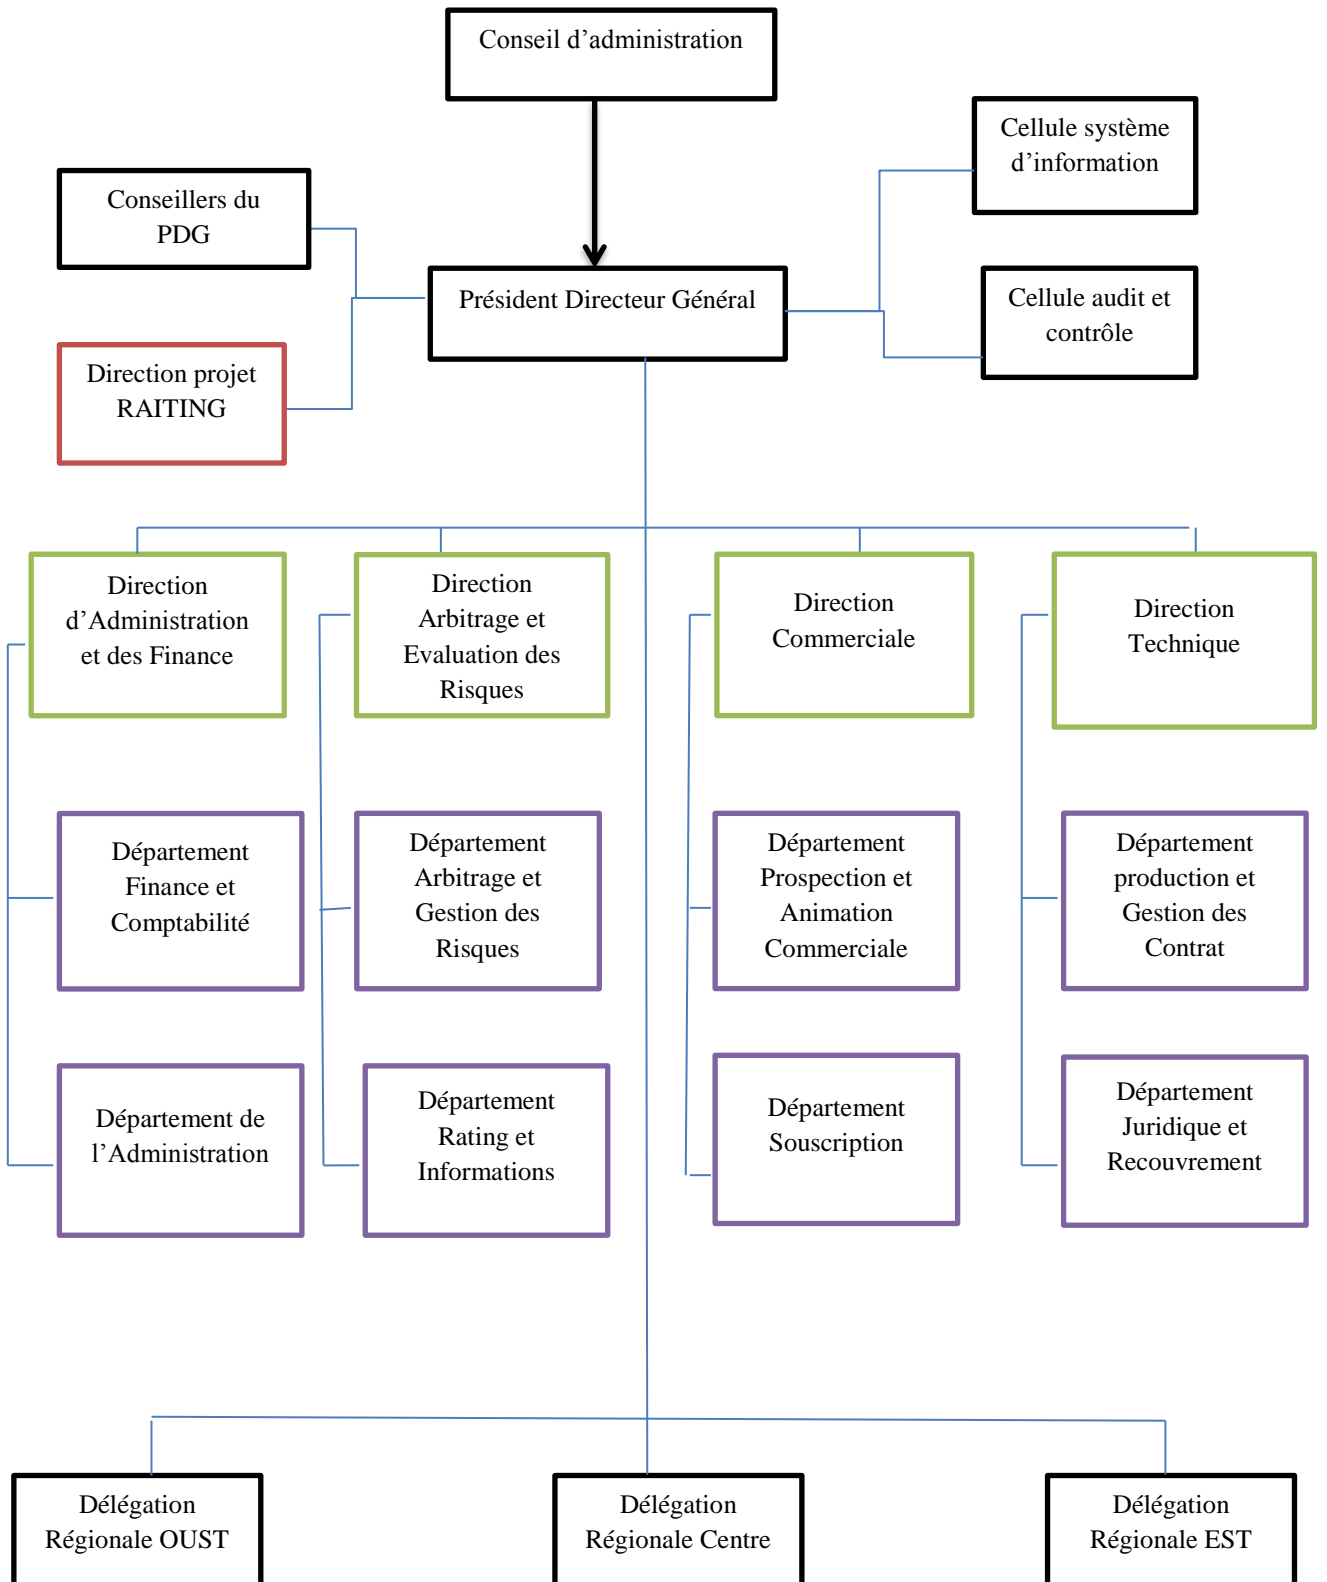 Conseil d’administration
Cellule système
d’information
Conseillers du
PDG
Président Directeur Général
Cellule audit et
contrôle
Direction projet
RAITING
Direction
d’Administration
et des Finance
Direction
Arbitrage et
Evaluation des
Risques
Direction
Commerciale
Direction
Technique
Département
Finance et
Comptabilité
Département
Arbitrage et
Gestion des
Risques
Département
Prospection et
Animation
Commerciale
Département
production et
Gestion des
Contrat
Département de
l’Administration
Département
Rating et
Informations
Département
Souscription
Département
Juridique et
Recouvrement
Délégation
Régionale OUST
Délégation
Régionale Centre
Délégation
Régionale EST